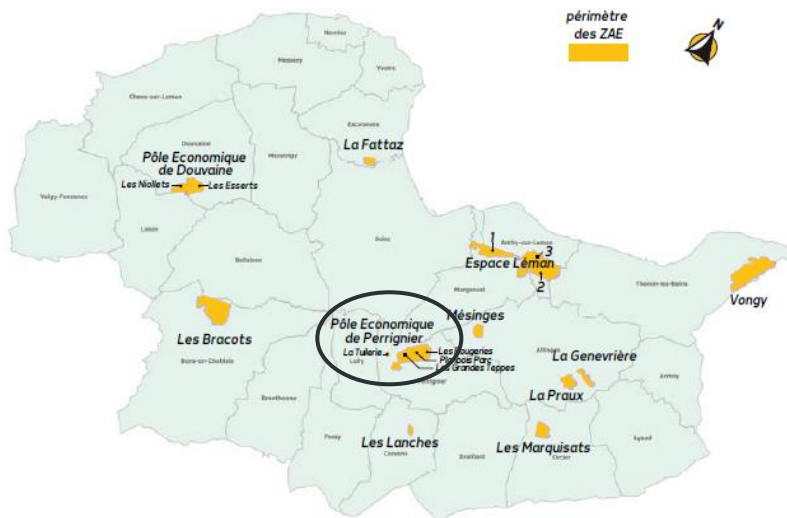 périmètre
des ZAE
N
Nernier
Messery
Yvoire
Chens-sur-Léman
Excenevex
La Fattaz
Douvaine
Pôle Economique
de Douvaine
Massongy
Les Niollets
Les Esserts
Veigy-Foncenex
Loisin
Sciez
Ballaison
1
Anthy-sur-Léman
3
Espace Léman
2
Margencel
Thonon-les-Bains
Vongy
Les Bracots
Bons-en-Chablais
Pôle Economique
de Perrignier
Mésinges
La Tuilerie
Les Bougeries
Planbois Parc
Les Grandes Teppes
Lully
Perrignier
Allinges
La Genevrière
La Praux
Armoy
Brenthonne
Fessy
Les Lanches
Cervens
Draillant
Les Marquisats
Orcier
Lyaud